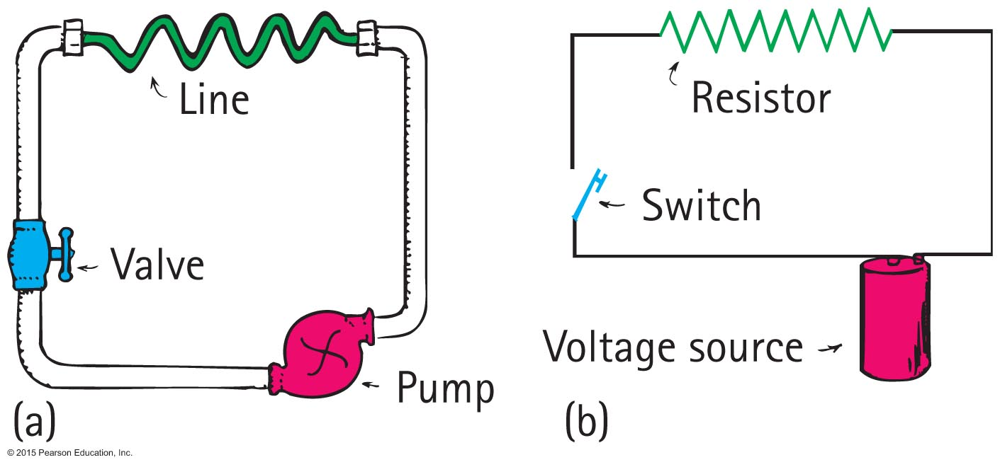 Line
Resistor
Switch
Valve
Voltage source
Pump
(a)
(b)
© 2015 Pearson Education, Inc.